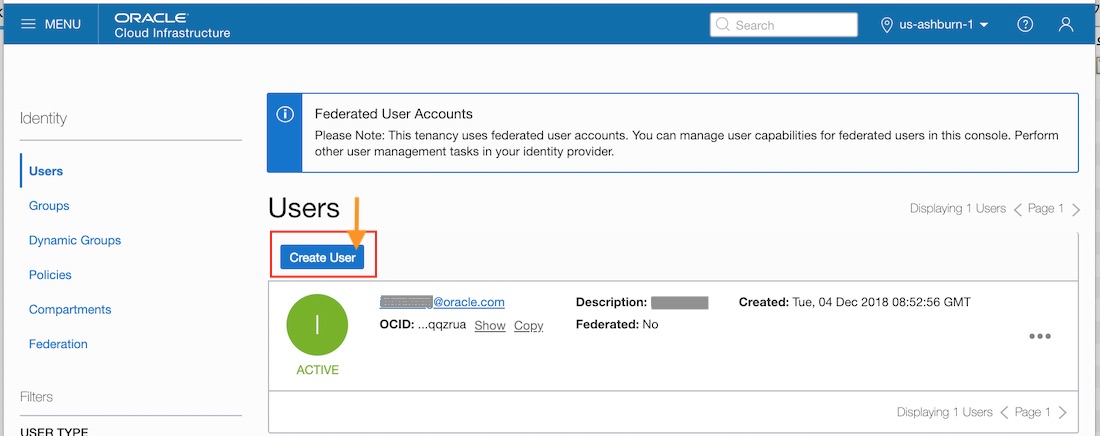 MENU
ORACLE
Cloud Infrastructure
Search
us-ashburn-1
Identity
Users
Groups
Dynamic Groups
Policies
Compartments
Federation
Filters
USER TYPE
Federated User Accounts
Please Note: This tenancy uses federated user accounts. You can manage user capabilities for federated users in this console. Perform
other user management tasks in your identity provider.
Users
Displaying 1 Users Page 1
Create User
I
ACTIVE
@oracle.com
OCID: ...qqzrua Show Copy
Description:
Federated: No
Created: Tue, 04 Dec 2018 08:52:56 GMT
Displaying 1 Users Page 1